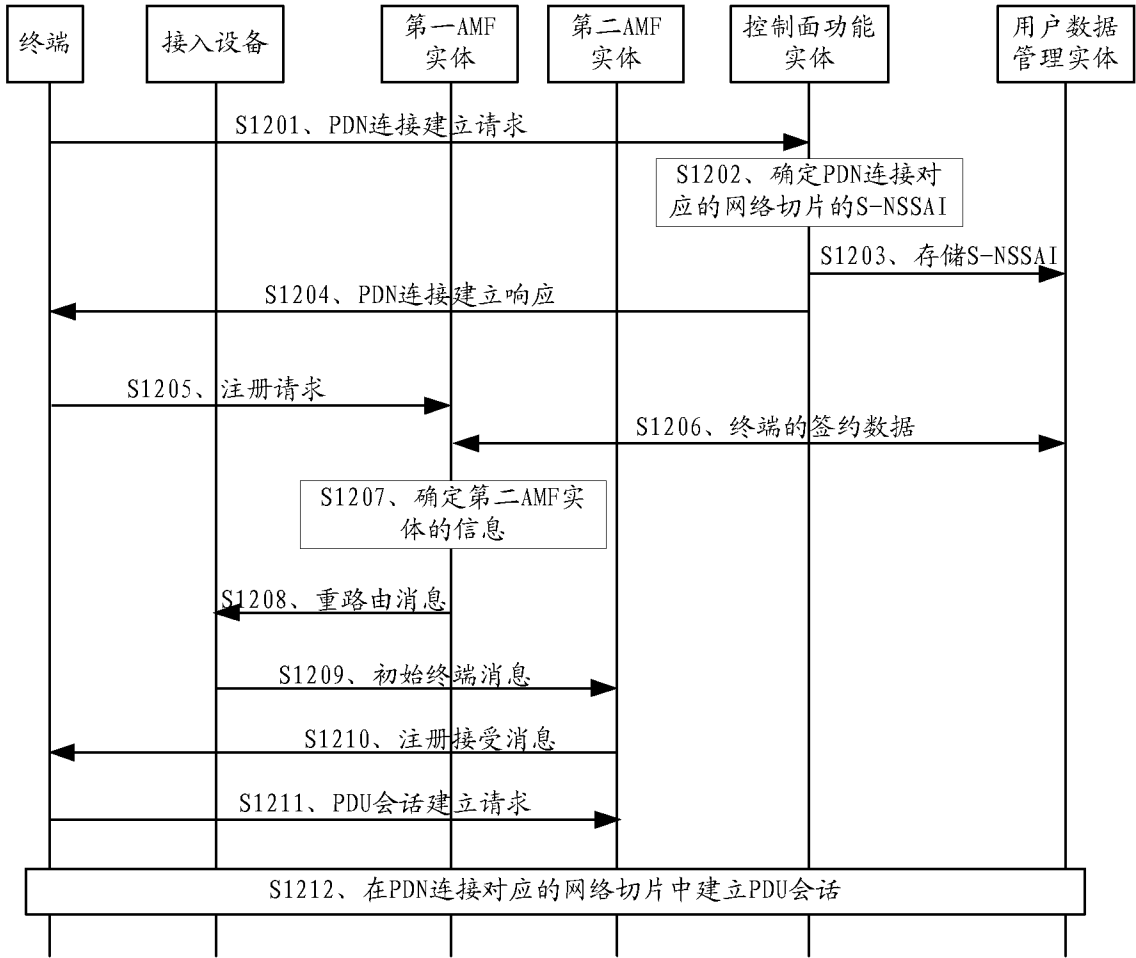 终端
接入设备
第一AMF
实体
第二AMF
实体
控制面功能
实体
用户数据
管理实体
S1201、PDN连接建立请求
S1202、确定PDN连接对
应的网络切片的S-NSSAI
S1203、存储S-NSSAI
S1204、PDN连接建立响应
S1205、注册请求
S1206、终端的签约数据
S1207、确定第二AMF实
体的信息
S1208、重路由消息
S1209、初始终端消息
S1210、注册接受消息
S1211、PDU会话建立请求
S1212、在PDN连接对应的网络切片中建立PDU会话